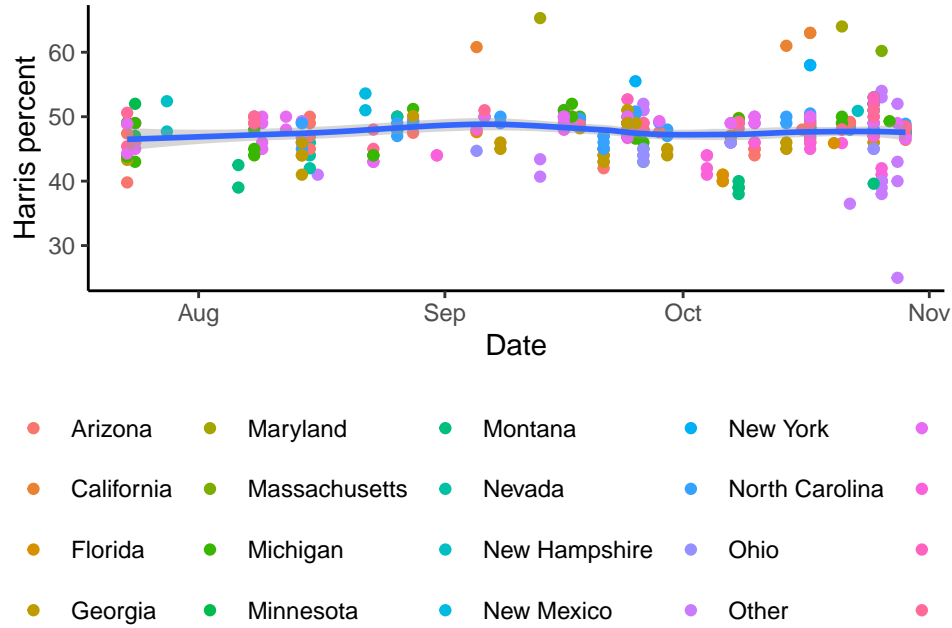 Harris percent
60
50
40
30
Aug Sep Oct Nov
Date
Arizona Maryland Montana New York
California Massachusetts Nevada North Carolina
Florida Michigan New Hampshire Ohio
Georgia Minnesota New Mexico Other